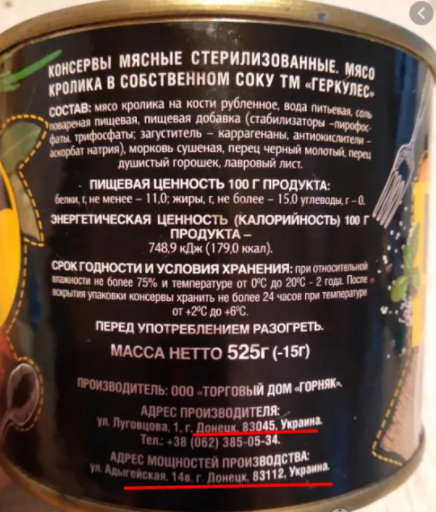 КОНСЕРВЫ МЯСНЫЕ СТЕРИЛИЗОВАННЫЕ. МЯСО
КРОЛИКА В СОБСТВЕННОМ СОКУ ТМ «ГЕРКУЛЕС»
СОСТАВ: мясо кролика на кости рубленное, вода питьевая, соль
повареная пищевая, пищевая добавка (стабилизаторы -пирофос-
фаты, трифосфаты; загуститель – каррагенаны, антиокислители -
аскорбат натрия), морковь сушеная, перец черный молотый, перец
душистый горошек, лавровый лист.
ПИЩЕВАЯ ЦЕННОСТЬ 100 Г ПРОДУКТА:
белки, г, не менее – 11,0; жиры, г, не более – 15,0 углеводы, г – 0.
ЭНЕРГЕТИЧЕСКАЯ ЦЕННОСТЬ (КАЛОРИЙНОСТЬ) 100 Г
ПРОДУКТА –
748,9 кДж (179,0 ккал).
СРОК ГОДНОСТИ И УСЛОВИЯ ХРАНЕНИЯ: при относительной
влажности не более 75% и температуре от 0°С до 20°С - 2 года. После
вскрытия упаковки консервы хранить не более 24 часов при температуре
от +2°С до +6°С.
ПЕРЕД УПОТРЕБЛЕНИЕМ РАЗОГРЕТЬ.
МАССА НЕТТО 525г (-15г)
ПРОИЗВОДИТЕЛЬ: ООО «ТОРГОВЫЙ ДОМ «ГОРНЯК».
АДРЕС ПРОИЗВОДИТЕЛЯ:
ул. Луговцова, 1, г. Донецк, 83045, Украина.
Тел.: +38 (062) 385-05-34.
АДРЕС МОЩНОСТЕЙ ПРОИЗВОДСТВА:
ул. Адыгейская, 14в, г. Донецк, 83112, Украина.